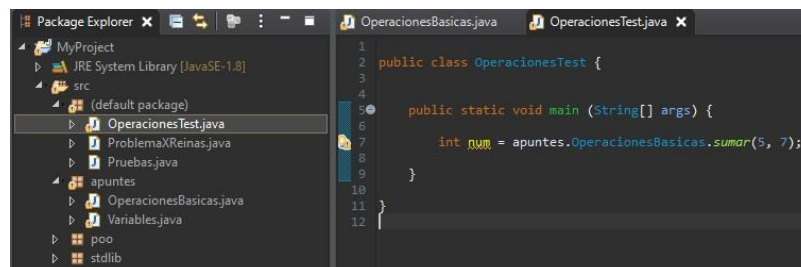 Package Explorer
MyProject
JRE System Library [JavaSE-1.8]
src
(default package)
OperacionesTest.java
ProblemaXReinas.java
Pruebas.java
apuntes
OperacionesBasicas.java
Variables.java
poo
stdlib
OperacionesBasicas.java OperacionesTest.java
1
2 public class OperacionesTest {
3
4
5 public static void main (String[] args) {
6
7 int num = apuntes.OperacionesBasicas.sumar(5, 7);
8
9 }
10
11 }
12